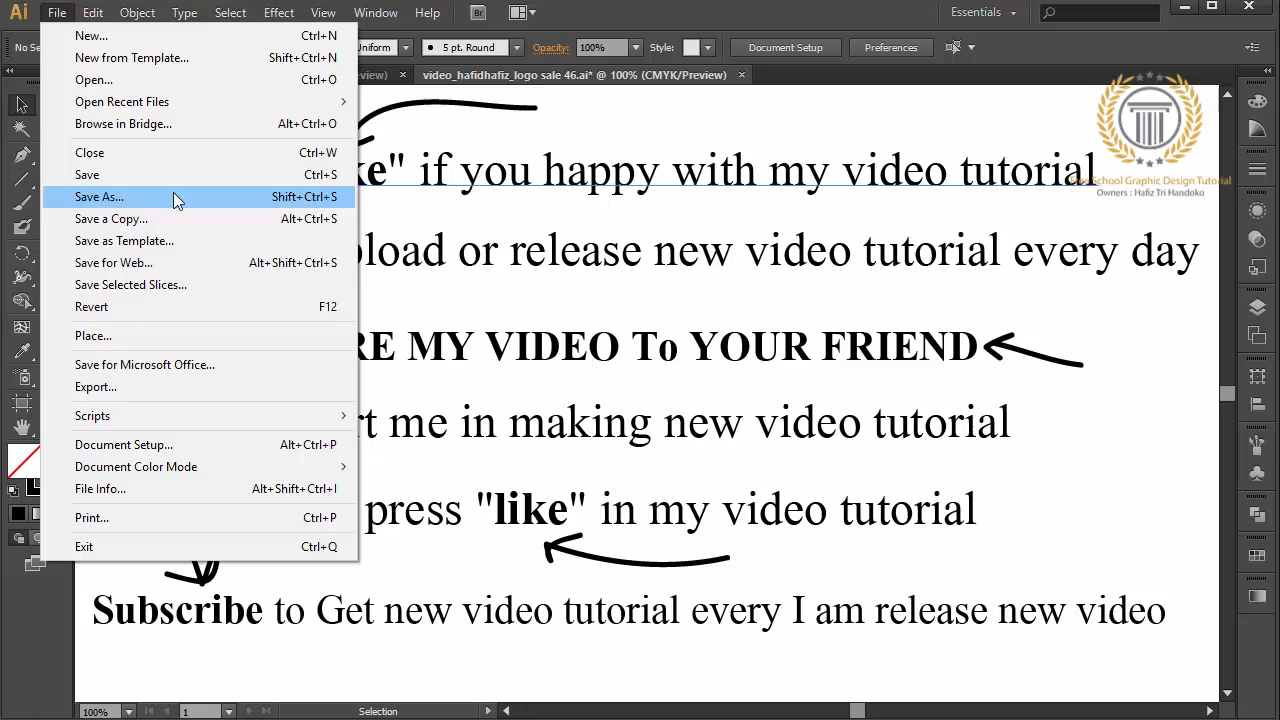 Ai File Edit Object Type Select Effect View Window Help Br Essentials
No Se Uniform 5 pt. Round Opacity: 100% Style: Document Setup Preferences
eview) × video_hafidhafiz_logo sale 46.ai* @ 100% (CMYK/Preview) ×
New... Ctrl+N
New from Template... Shift+Ctrl+N
Open... Ctrl+O
Open Recent Files
Browse in Bridge... Alt+Ctrl+O
Close Ctrl+W
Save Ctrl+S
Save As... Shift+Ctrl+S
Save a Copy... Alt+Ctrl+S
Save as Template...
Save for Web... Alt+Shift+Ctrl+S
Save Selected Slices...
Revert F12
Place...
Save for Microsoft Office...
Export...
Scripts
Document Setup... Alt+Ctrl+P
Document Color Mode
File Info... Alt+Shift+Ctrl+I
Print... Ctrl+P
Exit Ctrl+Q
ke" if you happy with my video tutorial
School Graphic Design Tutorial
Owners : Hafiz Tri Handoko
pload or release new video tutorial every day
RE MY VIDEO To YOUR FRIEND
rt me in making new video tutorial
press "like" in my video tutorial
Subscribe to Get new video tutorial every I am release new video
100% 1 Selection